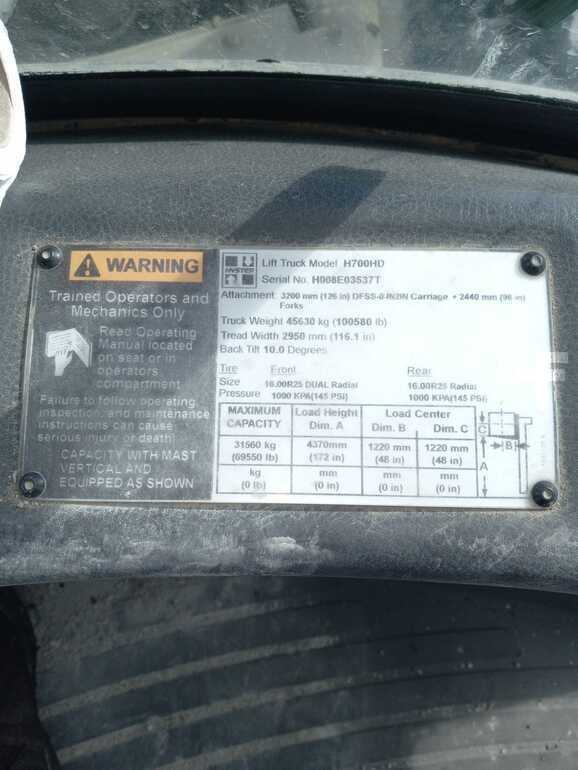 WARNING
Trained Operators and
Mechanics Only
Read Operating
Manual located
on seat or in
operators
compartment
Failure to follow operating,
inspection, and maintenance
instructions can cause
serious injury or death!
CAPACITY WITH MAST
VERTICAL AND
EQUIPPED AS SHOWN
HYSTER
Lift Truck Model H700HD
Serial No. H008E03537T
Attachment 3200 mm (126 in) DFSS- Carriage + 2440 mm (96 in)
Forks
Truck Weight 45630 kg (100580 lb)
Tread Width 2950 mm (116.1 in)
Back Tilt 10.0 Degrees
Tire Front Rear
Size 16.00R25 DUAL Radial 16.00R25 Radial
Pressure 1000 KPA(145 PSI) 1000 KPA(145 PSI)
MAXIMUM CAPACITY Load Height Dim. A Load Center Dim. B Dim. C
31560 kg 4370mm 1220 mm 1220 mm
(69550 lb) (172 in) (48 in) (48 in)
kg mm mm mm
(0 lb) (0 in) (0 in) (0 in)
C
B
A